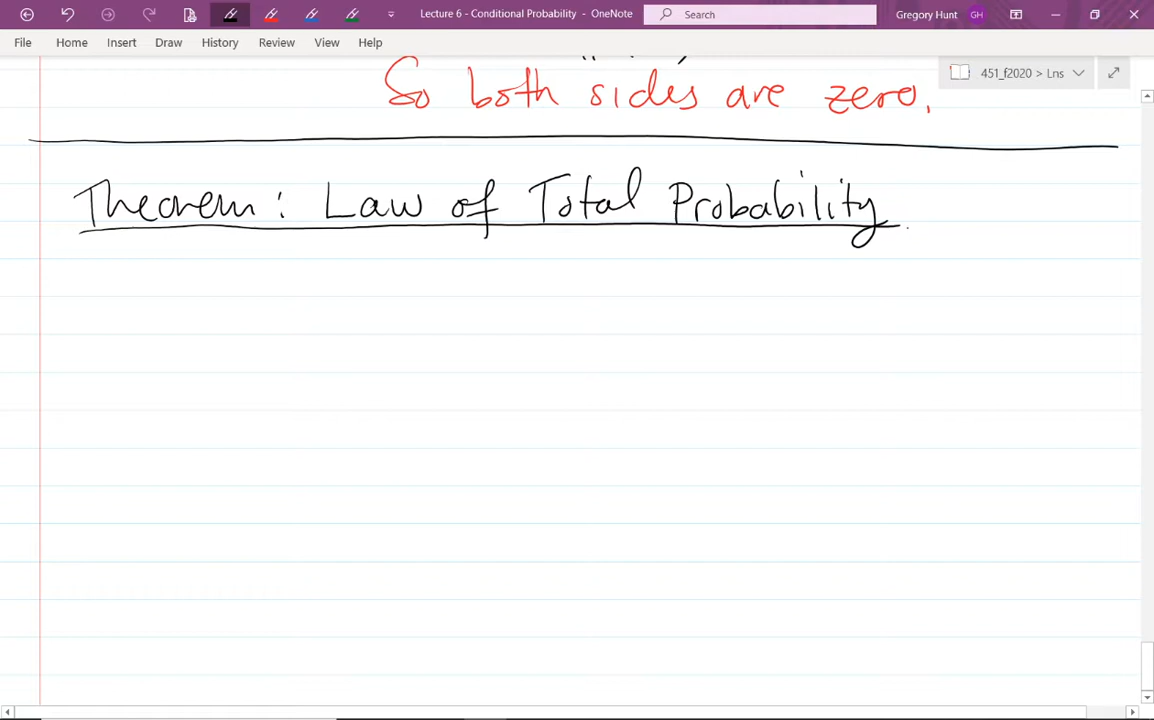 Lecture 6 - Conditional Probability - OneNote
Search
Gregory Hunt
GH
File Home Insert Draw History Review View Help
451_f2020 > Lns
So both sides are zero.
Theorem: Law of Total Probability